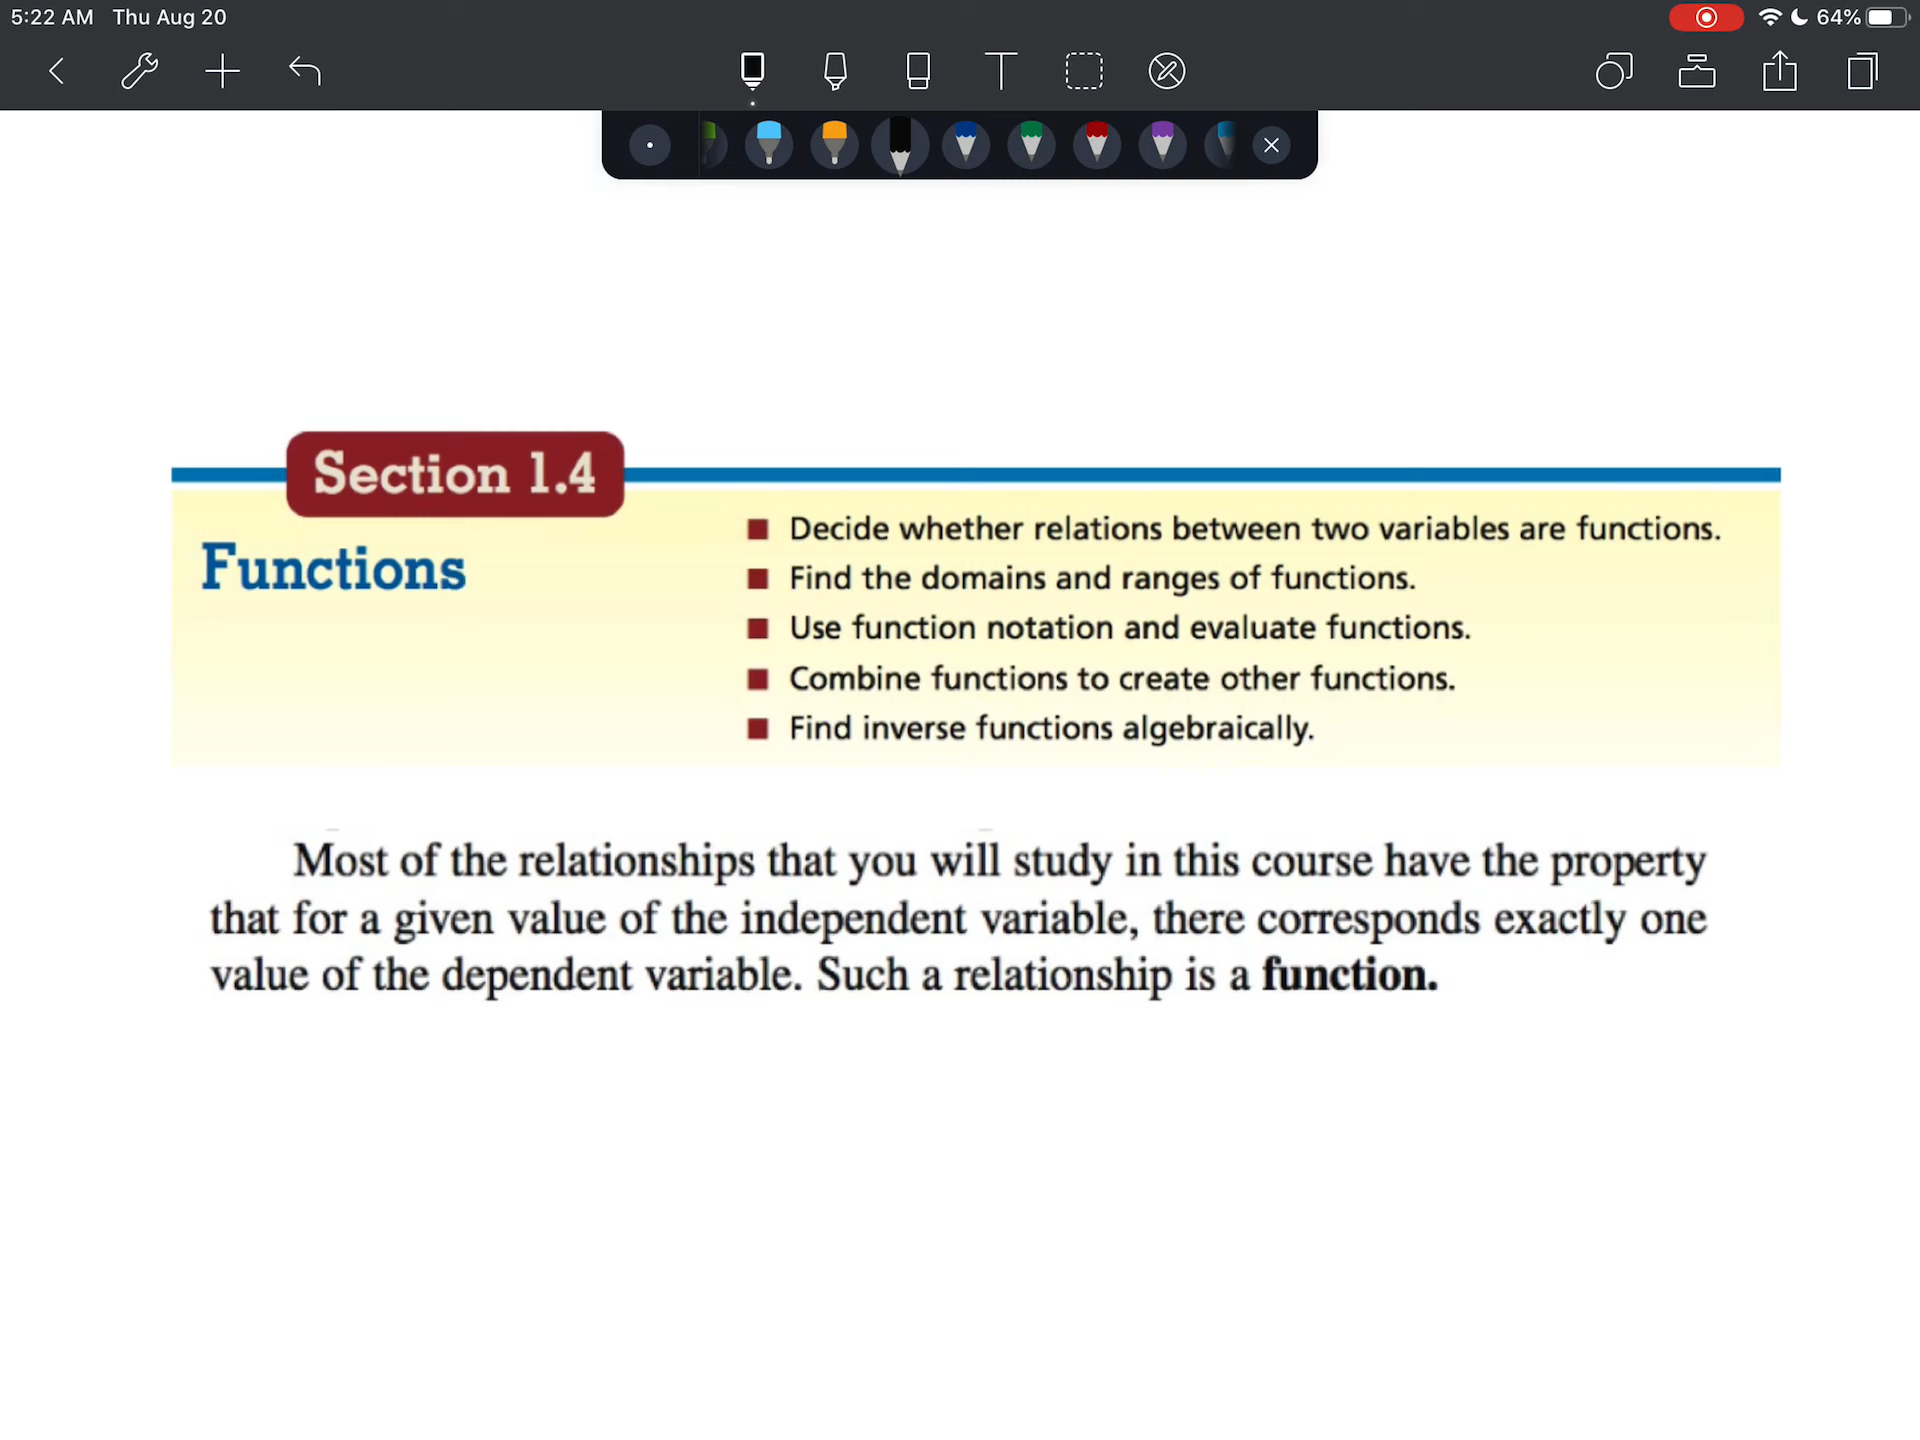 5:22 AM Thu Aug 20
64%
Section 1.4
Functions
Decide whether relations between two variables are functions.
Find the domains and ranges of functions.
Use function notation and evaluate functions.
Combine functions to create other functions.
Find inverse functions algebraically.
Most of the relationships that you will study in this course have the property
that for a given value of the independent variable, there corresponds exactly one
value of the dependent variable. Such a relationship is a function.